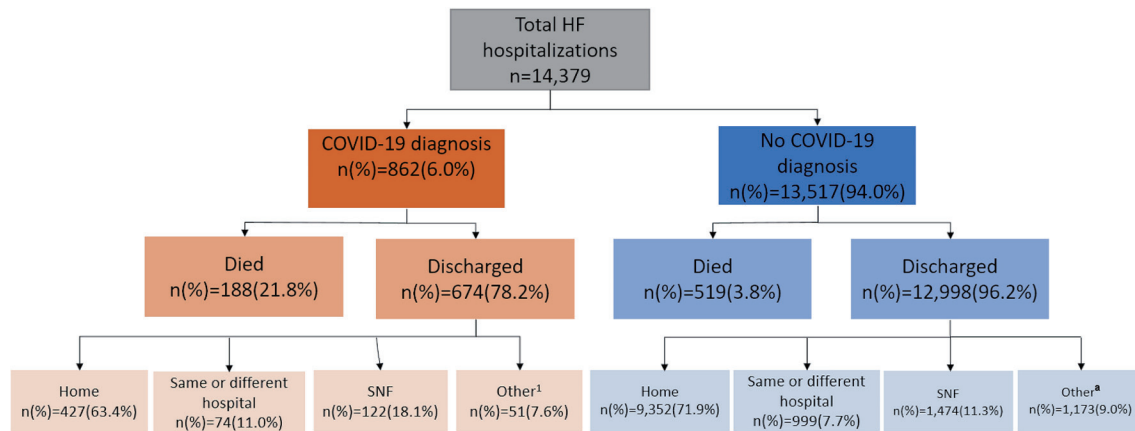 Total HF
hospitalizations
n=14,379
COVID-19 diagnosis
n(%)=862(6.0%)
No COVID-19
diagnosis
n(%)=13,517(94.0%)
Died
n(%)=188(21.8%)
Discharged
n(%)=674(78.2%)
Died
n(%)=519(3.8%)
Discharged
n(%)=12,998(96.2%)
Home
n(%)=427(63.4%)
Same or different
hospital
n(%)=74(11.0%)
SNF
n(%)=122(18.1%)
Other¹
n(%)=51(7.6%)
Home
n(%)=9,352(71.9%)
Same or different
hospital
n(%)=999(7.7%)
SNF
n(%)=1,474(11.3%)
Otherᵃ
n(%)=1,173(9.0%)